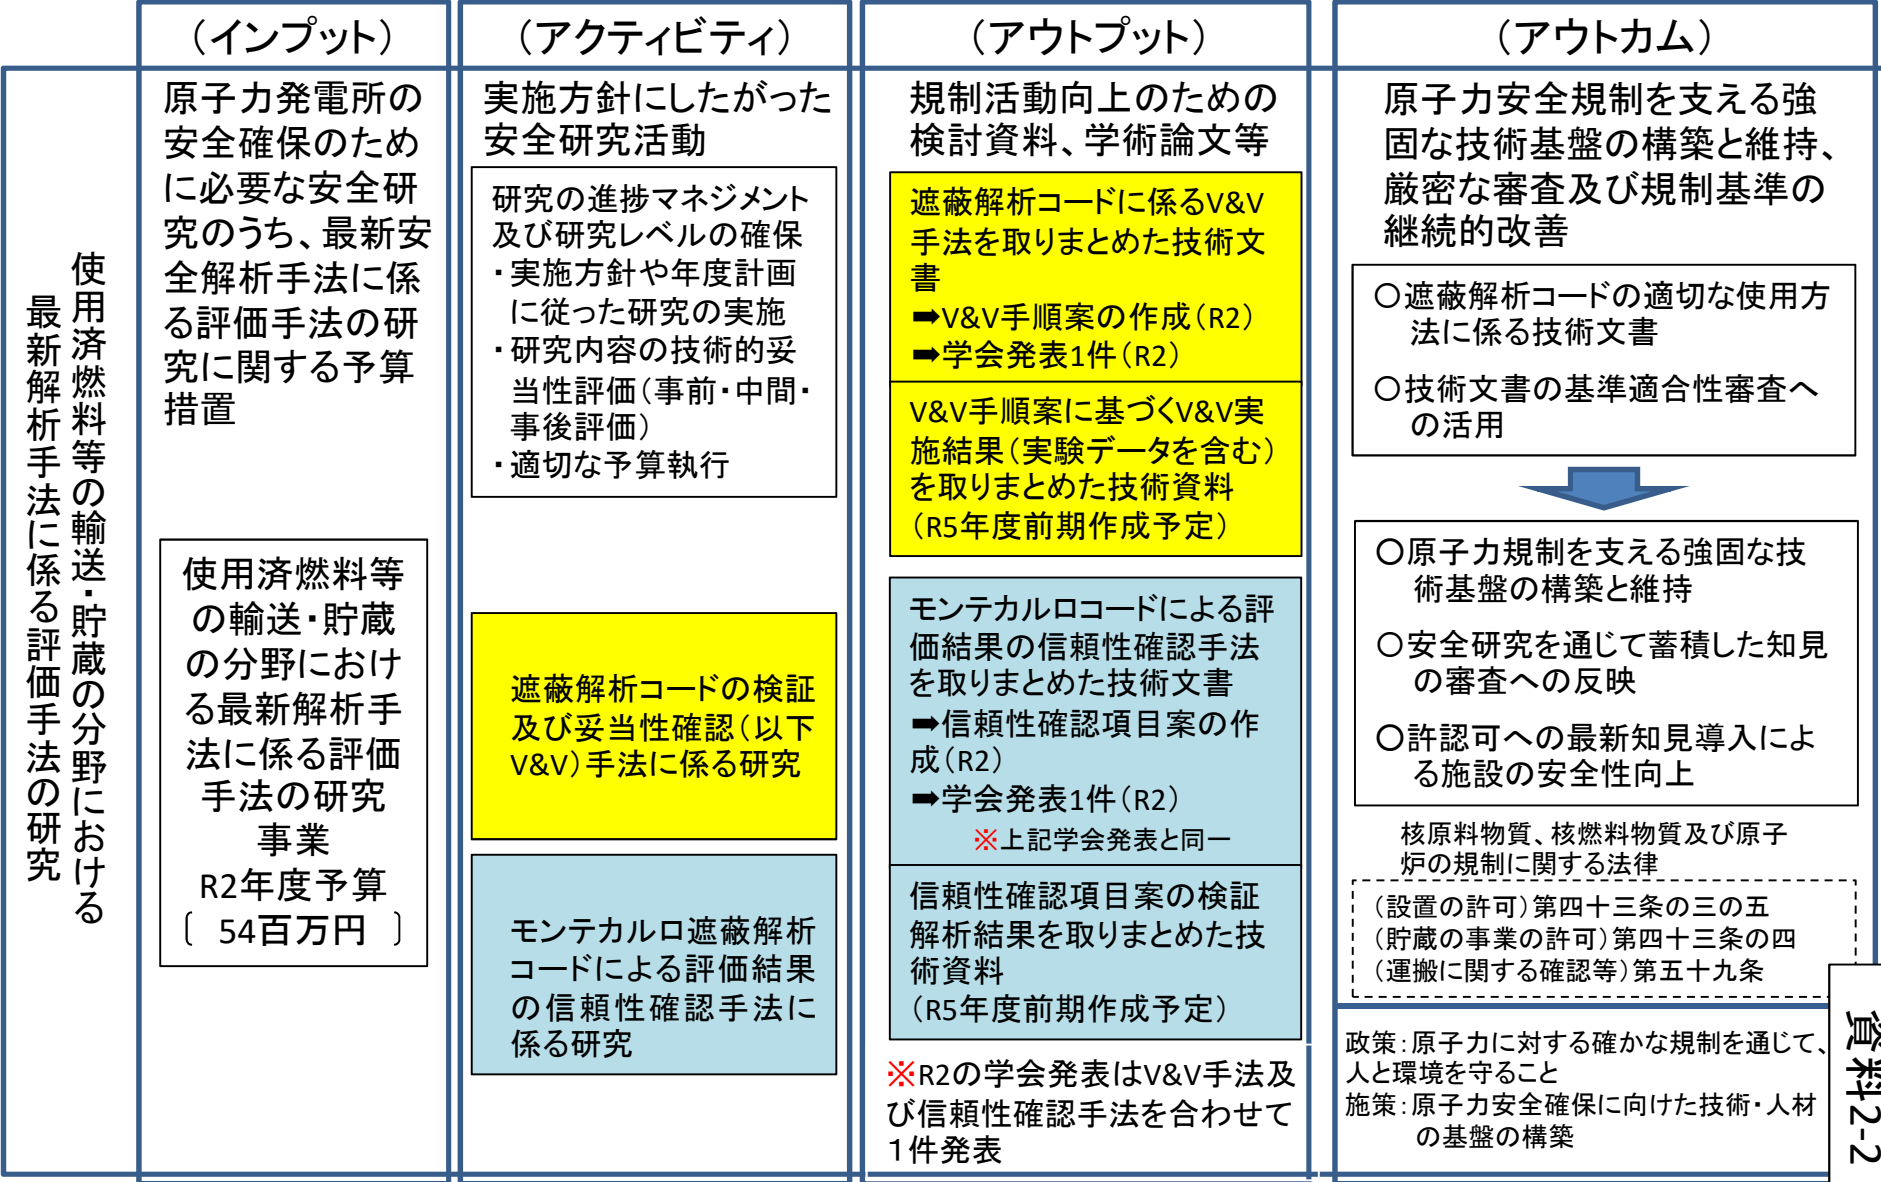 (インプット)
(アクティビティ)
(アウトプット)
(アウトカム)
使用済燃料等の輸送・貯蔵の分野における
最新解析手法に係る評価手法の研究
原子力発電所の
安全確保のため
に必要な安全研
究のうち、最新安
全解析手法に係
る評価手法の研
究に関する予算
措置
使用済燃料等
の輸送・貯蔵
の分野におけ
る最新解析手
法に係る評価
手法の研究
事業
R2年度予算
〔 54百万円 〕
実施方針にしたがった
安全研究活動
研究の進捗マネジメント
及び研究レベルの確保
・実施方針や年度計画
に従った研究の実施
・研究内容の技術的妥
当性評価(事前・中間・
事後評価)
・適切な予算執行
遮蔽解析コードの検証
及び妥当性確認(以下
V&V)手法に係る研究
モンテカルロ遮蔽解析
コードによる評価結果
の信頼性確認手法に
係る研究
規制活動向上のための
検討資料、学術論文等
遮蔽解析コードに係るV&V
手法を取りまとめた技術文
書
➡V&V手順案の作成(R2)
➡学会発表1件(R2)
V&V手順案に基づくV&V実
施結果(実験データを含む)
を取りまとめた技術資料
(R5年度前期作成予定)
モンテカルロコードによる評
価結果の信頼性確認手法
を取りまとめた技術文書
➡信頼性確認項目案の作
成(R2)
➡学会発表1件(R2)
※上記学会発表と同一
信頼性確認項目案の検証
解析結果を取りまとめた技
術資料
(R5年度前期作成予定)
※R2の学会発表はV&V手法及
び信頼性確認手法を合わせて
1件発表
原子力安全規制を支える強
固な技術基盤の構築と維持、
厳密な審査及び規制基準の
継続的改善
〇遮蔽解析コードの適切な使用方
法に係る技術文書
〇技術文書の基準適合性審査へ
の活用
〇原子力規制を支える強固な技
術基盤の構築と維持
〇安全研究を通じて蓄積した知見
の審査への反映
〇許認可への最新知見導入によ
る施設の安全性向上
核原料物質、核燃料物質及び原子
炉の規制に関する法律
(設置の許可)第四十三条の三の五
(貯蔵の事業の許可)第四十三条の四
(運搬に関する確認等)第五十九条
政策:原子力に対する確かな規制を通じて、
人と環境を守ること
施策:原子力安全確保に向けた技術・人材
の基盤の構築
資料2-2